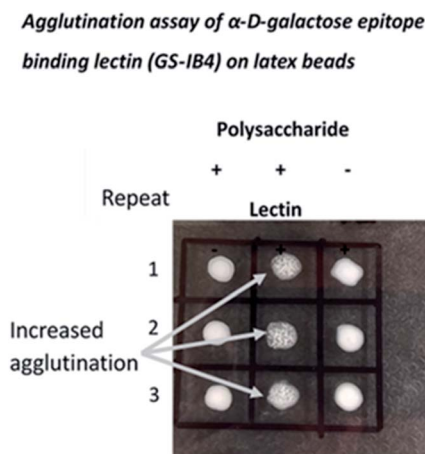 Agglutination assay of α-D-galactose epitope
binding lectin (GS-IB4) on latex beads
Polysaccharide
+ + -
Repeat
Lectin
- + +
1
2
3
Increased
agglutination